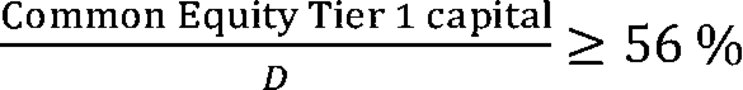 Common Equity Tier 1 capital
D
≥ 56 %